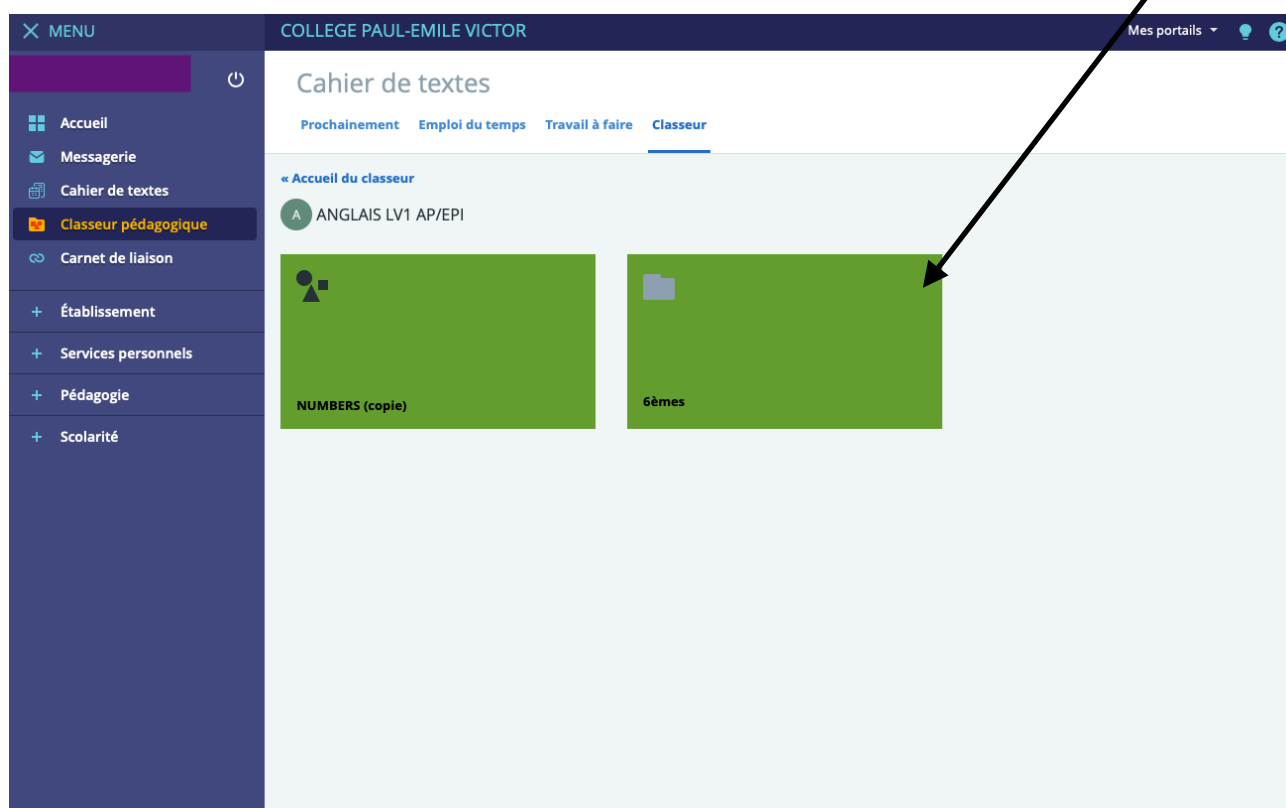 MENU
COLLEGE PAUL-EMILE VICTOR
Mes portails
?
Accueil
Messagerie
Cahier de textes
Classeur pédagogique
Carnet de liaison
+ Établissement
+ Services personnels
+ Pédagogie
+ Scolarité
Cahier de textes
Prochainement Emploi du temps Travail à faire Classeur
« Accueil du classeur
A ANGLAIS LV1 AP/EPI
NUMBERS (copie)
6èmes